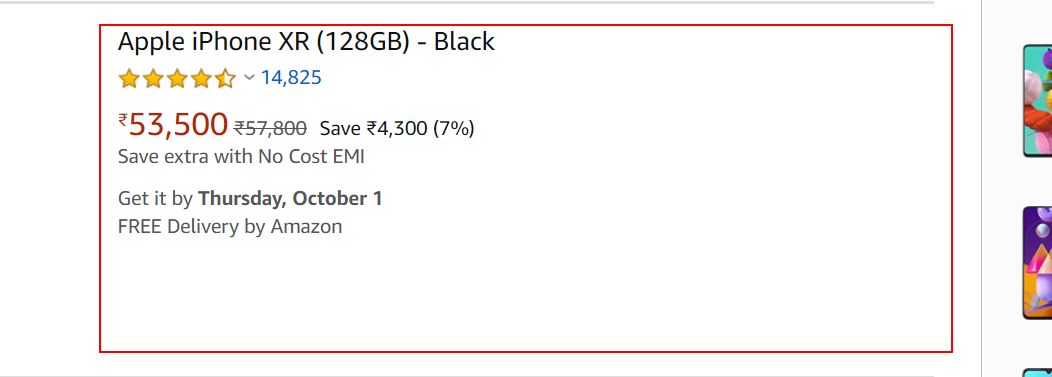 Apple iPhone XR (128GB) - Black
14,825
₹53,500 ₹57,800 Save ₹4,300 (7%)
Save extra with No Cost EMI
Get it by Thursday, October 1
FREE Delivery by Amazon